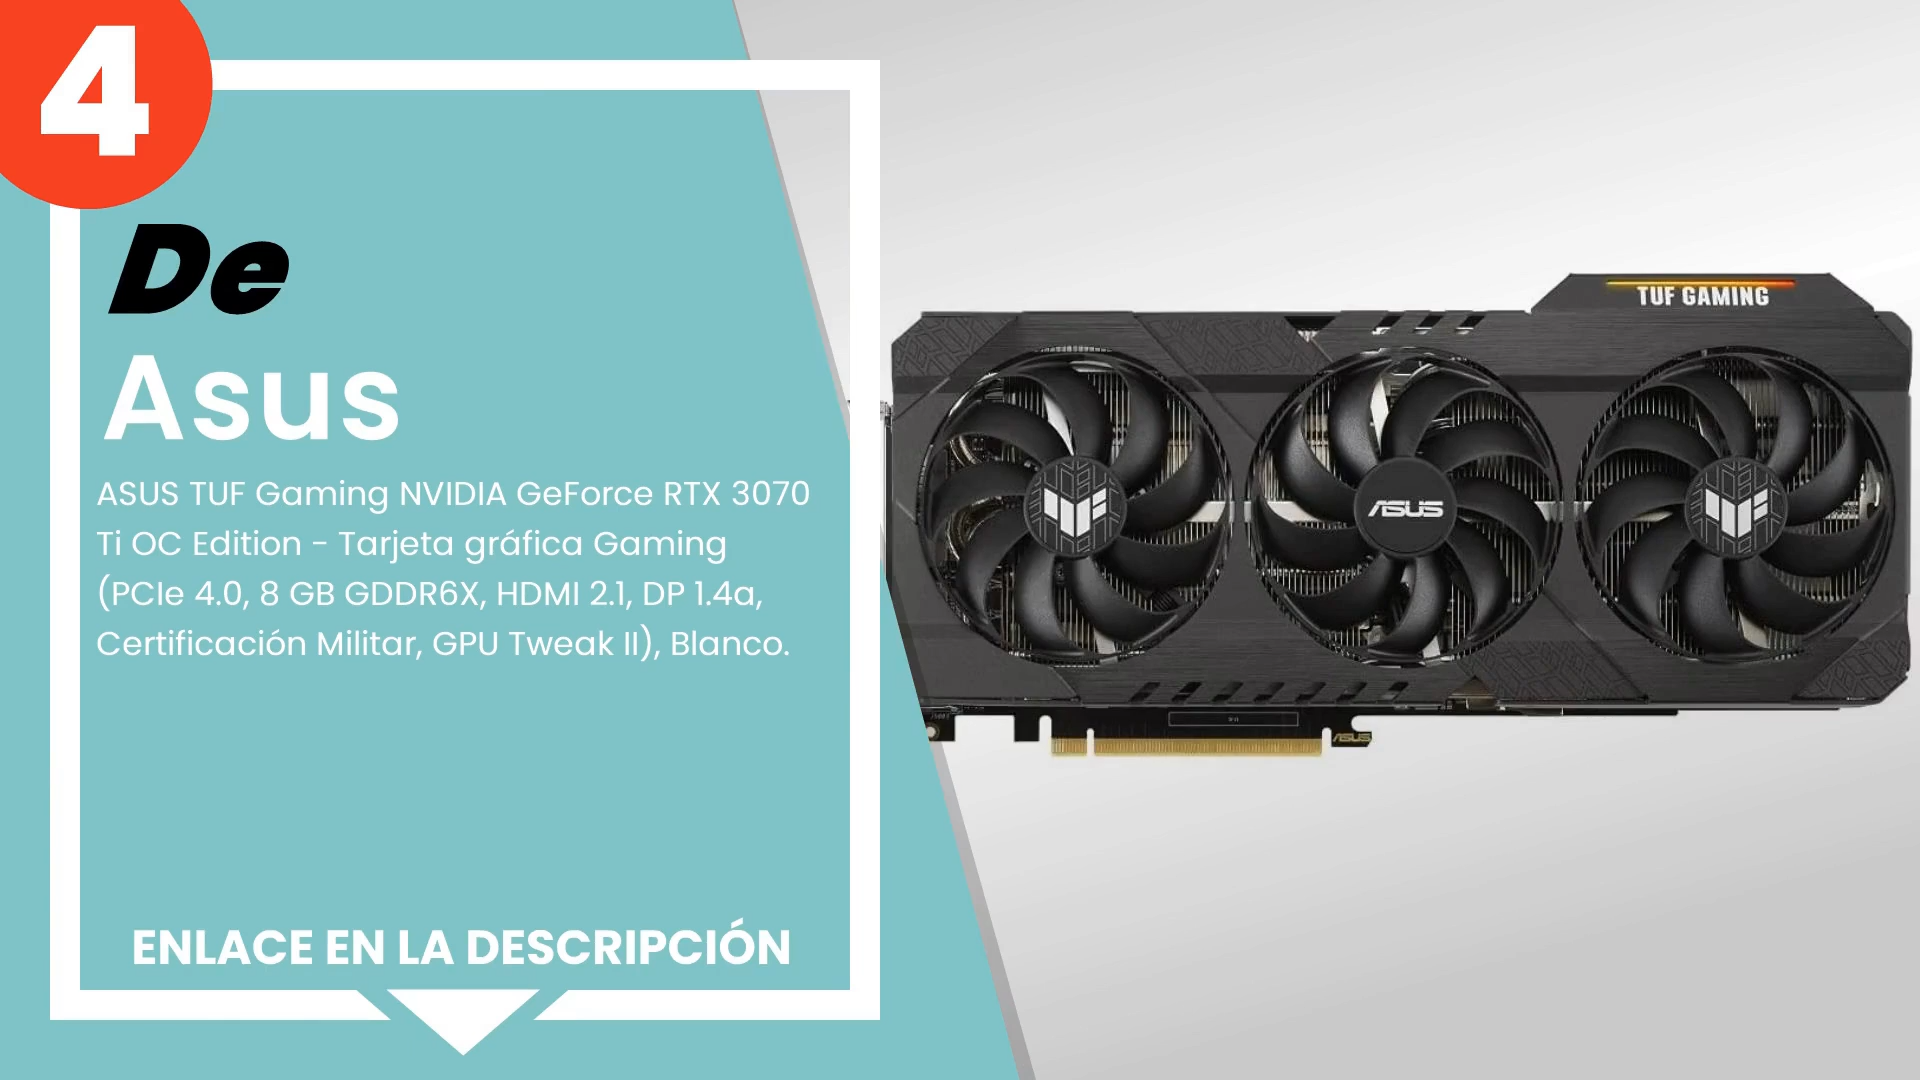 4
De
Asus
ASUS TUF Gaming NVIDIA GeForce RTX 3070
Ti OC Edition - Tarjeta gráfica Gaming
(PCIe 4.0, 8 GB GDDR6X, HDMI 2.1, DP 1.4a,
Certificación Militar, GPU Tweak II), Blanco.
ENLACE EN LA DESCRIPCIÓN
TUF GAMING
ASUS
ASUS